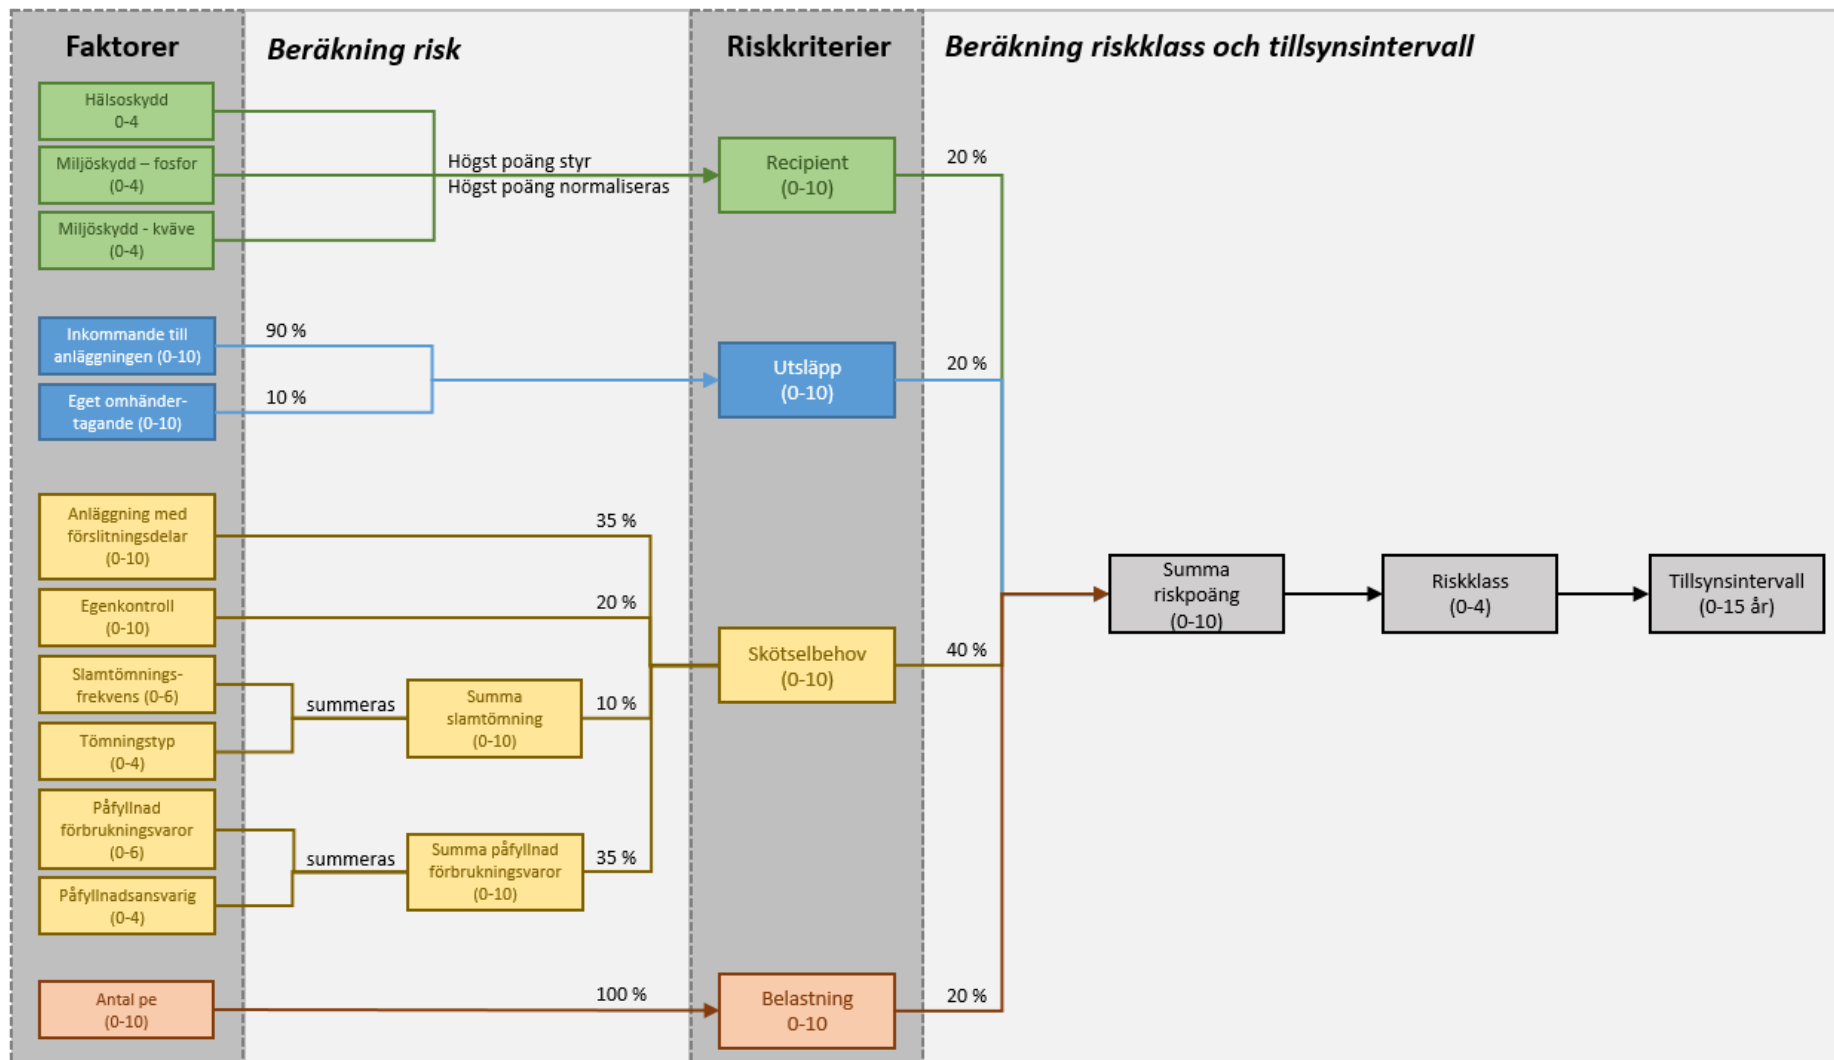 Faktorer
Beräkning risk
Riskkriterier
Beräkning riskklass och tillsynsintervall
Hälsoskydd
0-4
Miljöskydd – fosfor
(0-4)
Miljöskydd - kväve
(0-4)
Högst poäng styr
Högst poäng normaliseras
Recipient
(0-10)
20 %
Inkommande till
anläggningen (0-10)
90 %
Eget omhänder-
tagande (0-10)
10 %
Utsläpp
(0-10)
20 %
Anläggning med
förslitningsdelar
(0-10)
35 %
Egenkontroll
(0-10)
20 %
Slamtömnings-
frekvens (0-6)
Tömningstyp
(0-4)
summeras
Summa
slamtömning
(0-10)
10 %
Påfyllnad
förbrukningsvaror
(0-6)
Påfyllnadsansvarig
(0-4)
summeras
Summa påfyllnad
förbrukningsvaror
(0-10)
35 %
Skötselbehov
(0-10)
40 %
Antal pe
(0-10)
100 %
Belastning
0-10
20 %
Summa
riskpoäng
(0-10)
Riskklass
(0-4)
Tillsynsintervall
(0-15 år)